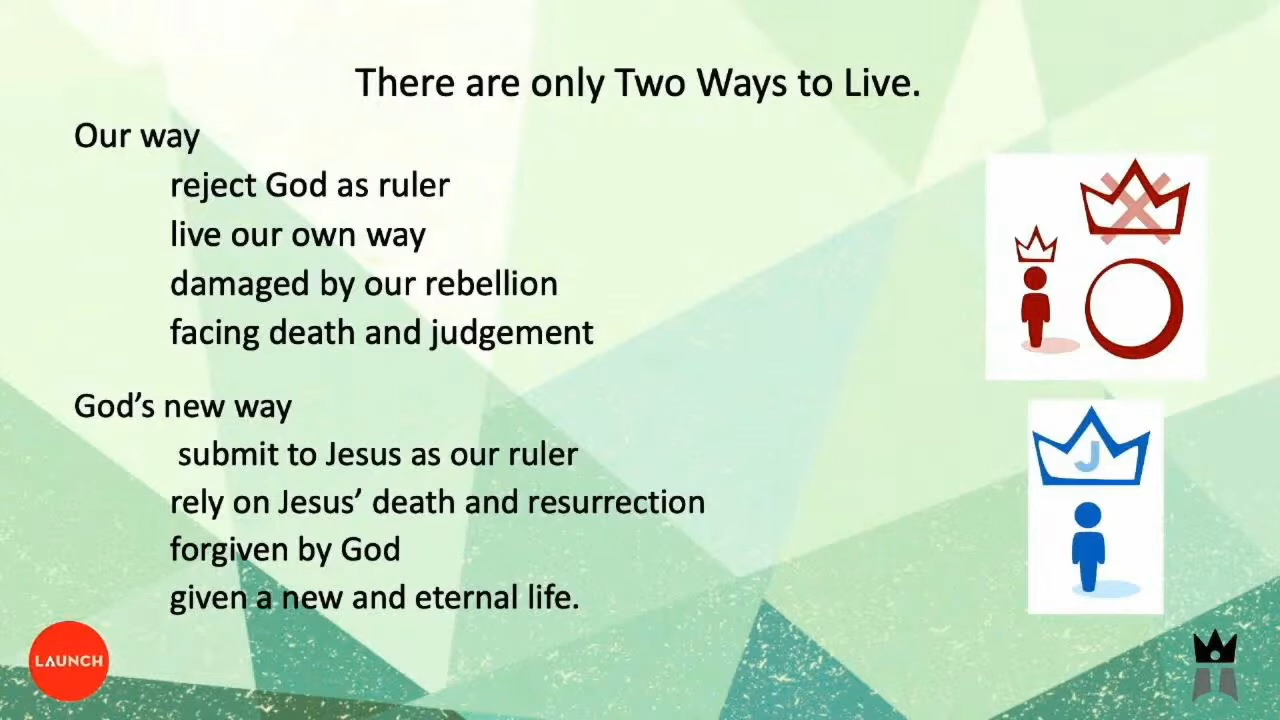 There are only Two Ways to Live.
Our way
reject God as ruler
live our own way
damaged by our rebellion
facing death and judgement
God’s new way
submit to Jesus as our ruler
rely on Jesus’ death and resurrection
forgiven by God
given a new and eternal life.
J
LAUNCH